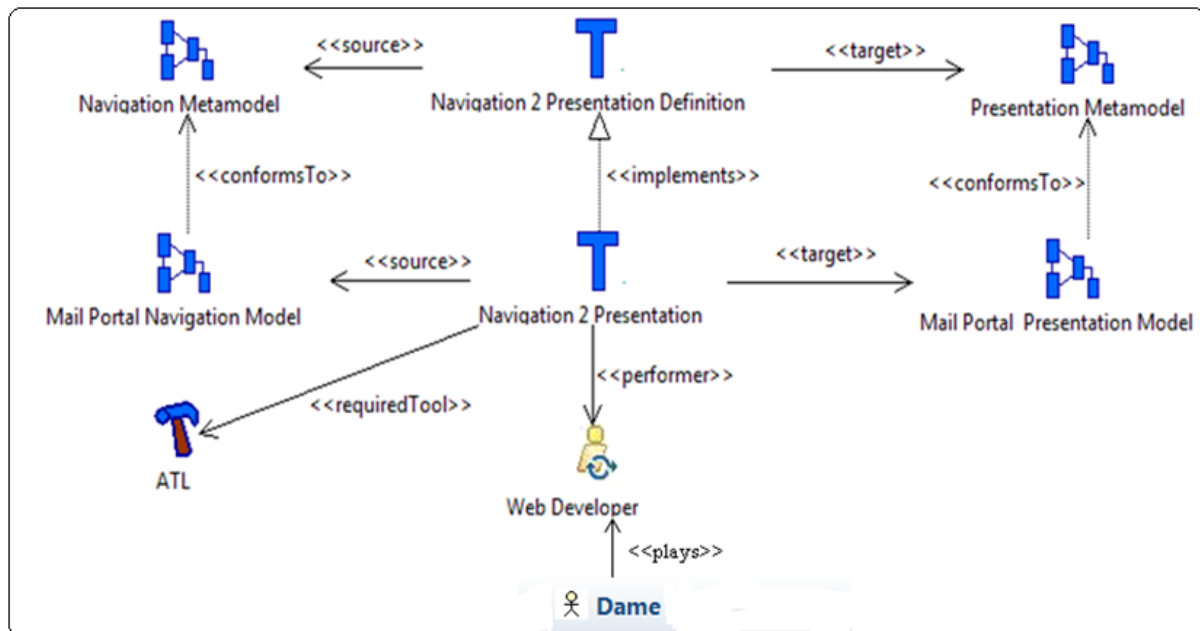 <<source>>
<<target>>
Navigation Metamodel
Navigation 2 Presentation Definition
Presentation Metamodel
<<conformsTo>>
<<implements>>
<<conformsTo>>
<<source>>
<<target>>
Mail Portal Navigation Model
Navigation 2 Presentation
Mail Portal Presentation Model
<<performer>>
<<requiredTool>>
ATL
Web Developer
<<plays>>
Dame